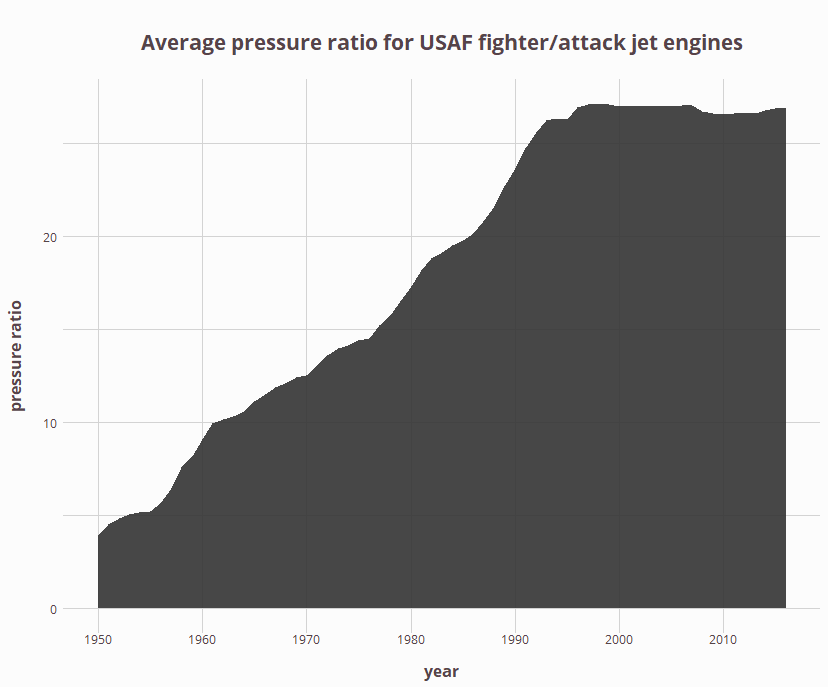 Average pressure ratio for USAF fighter/attack jet engines
pressure ratio
20
10
0
1950 1960 1970 1980 1990 2000 2010
year